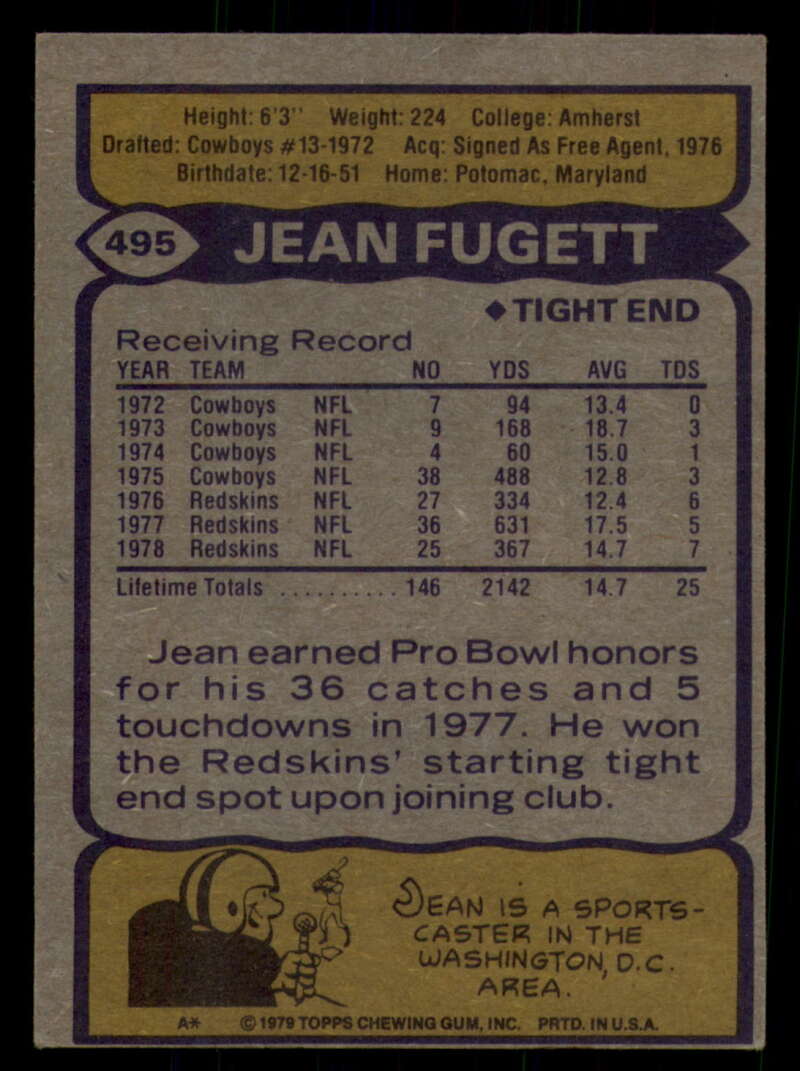 Height: 6'3" Weight: 224 College: Amherst
Drafted: Cowboys #13-1972 Acq: Signed As Free Agent, 1976
Birthdate: 12-16-51 Home: Potomac, Maryland
495 JEAN FUGETT
◆TIGHT END
Receiving Record
YEAR TEAM NO YDS AVG TDS
1972 Cowboys NFL 7 94 13.4 0
1973 Cowboys NFL 9 168 18.7 3
1974 Cowboys NFL 4 60 15.0 1
1975 Cowboys NFL 38 488 12.8 3
1976 Redskins NFL 27 334 12.4 6
1977 Redskins NFL 36 631 17.5 5
1978 Redskins NFL 25 367 14.7 7
Lifetime Totals .......... 146 2142 14.7 25
Jean earned Pro Bowl honors
for his 36 catches and 5
touchdowns in 1977. He won
the Redskins' starting tight
end spot upon joining club.
JEAN IS A SPORTS-
CASTER IN THE
WASHINGTON, D.C.
AREA.
A* © 1979 TOPPS CHEWING GUM, INC. PRTD. IN U.S.A.